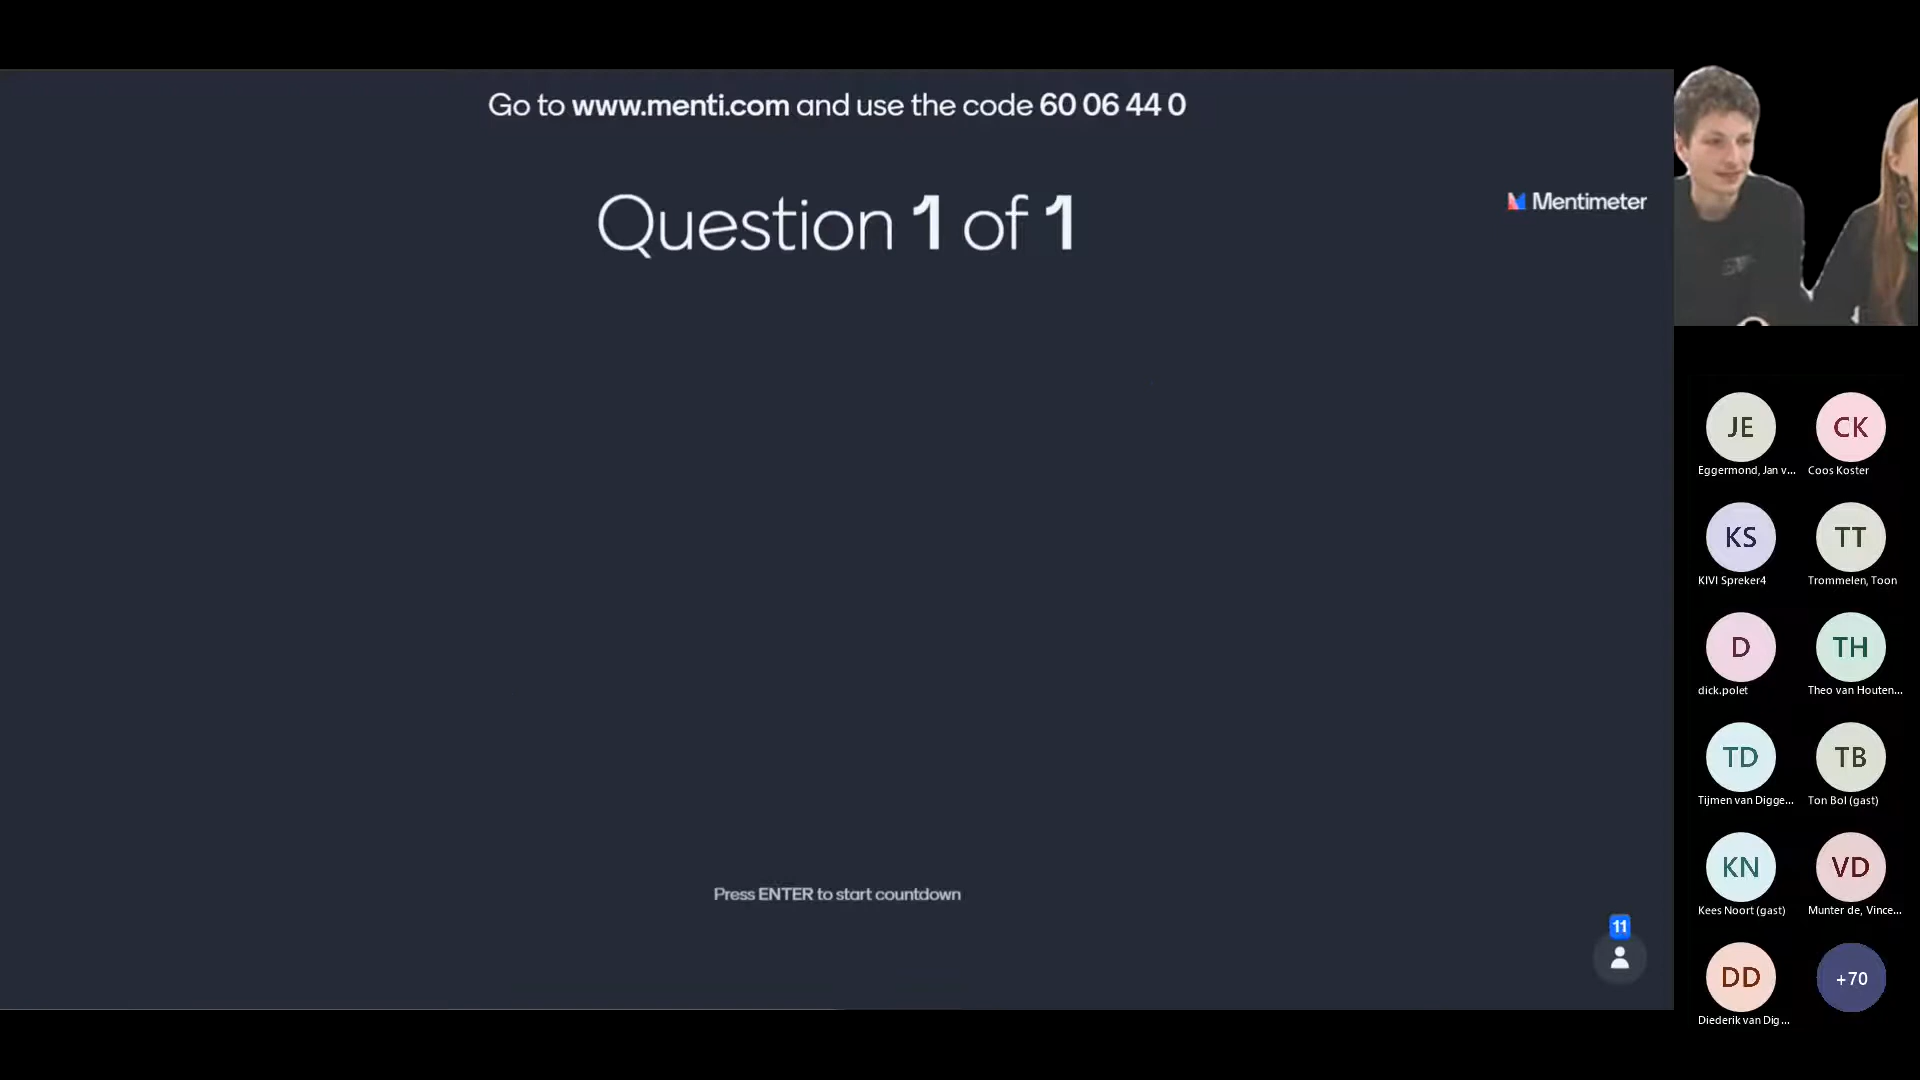 Go to www.menti.com and use the code 60 06 44 0
Question 1 of 1
Mentimeter
JE
CK
Eggermond, Jan v...
Coos Koster
KS
TT
KIVI Spreker4
Trommelen, Toon
D
TH
dick.polet
Theo van Houten...
TD
TB
Tijmen van Digge...
Ton Bol (gast)
KN
VD
Kees Noort (gast)
Munter de, Vince...
DD
+70
Diederik van Dig...
Press ENTER to start countdown
11